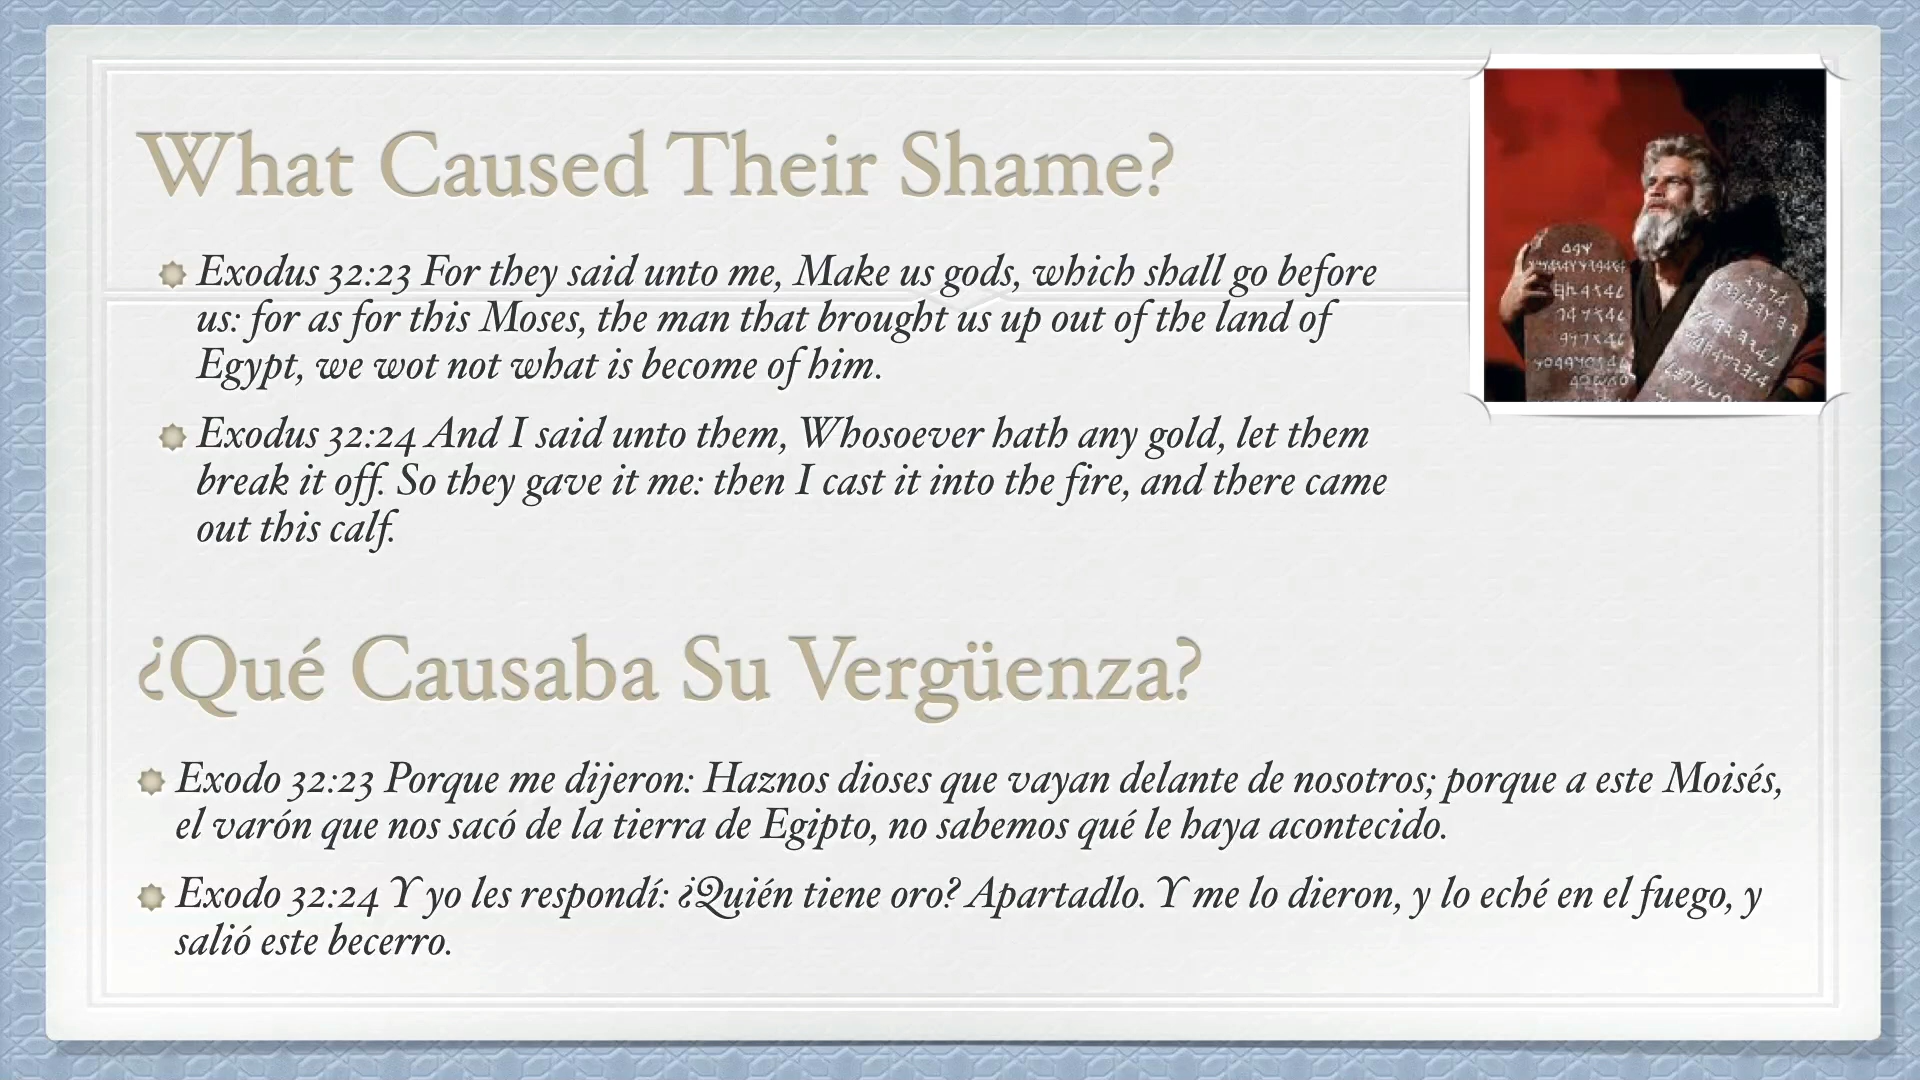 What Caused Their Shame?
Exodus 32:23 For they said unto me, Make us gods, which shall go before
us: for as for this Moses, the man that brought us up out of the land of
Egypt, we wot not what is become of him.
Exodus 32:24 And I said unto them, Whosoever hath any gold, let them
break it off. So they gave it me: then I cast it into the fire, and there came
out this calf.
¿Qué Causaba Su Vergüenza?
Exodo 32:23 Porque me dijeron: Haznos dioses que vayan delante de nosotros; porque a este Moisés,
el varón que nos sacó de la tierra de Egipto, no sabemos qué le haya acontecido.
Exodo 32:24 Y yo les respondí: ¿Quién tiene oro? Apartadlo. Y me lo dieron, y lo eché en el fuego, y
salió este becerro.